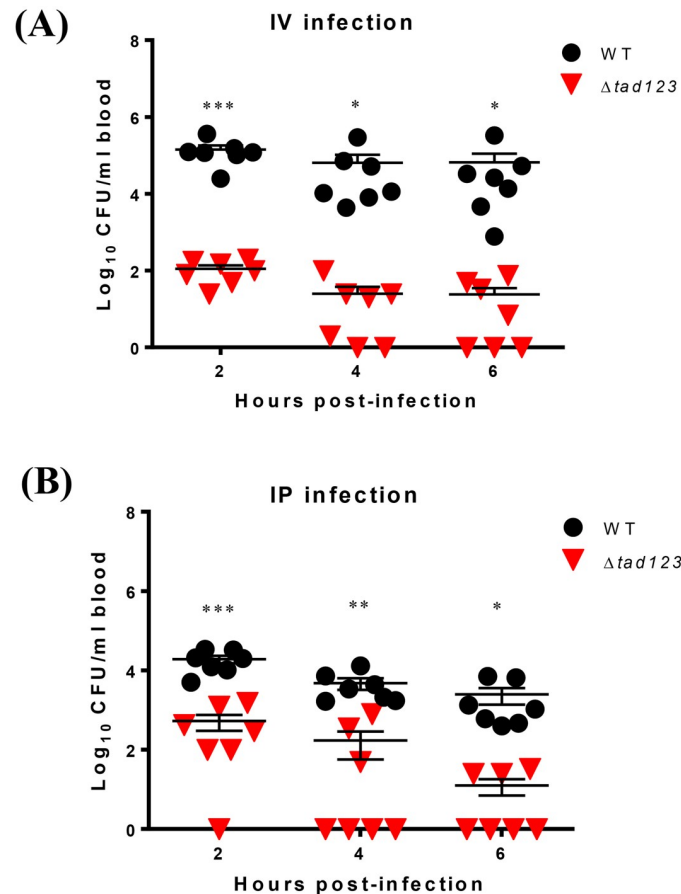 (A)
IV infection
WT
Δtad123
***
*
*
Log10 CFU/ml blood
8
6
4
2
0
2
4
6
Hours post-infection
(B)
IP infection
WT
Δtad123
***
**
*
Log10 CFU/ml blood
8
6
4
2
0
2
4
6
Hours post-infection